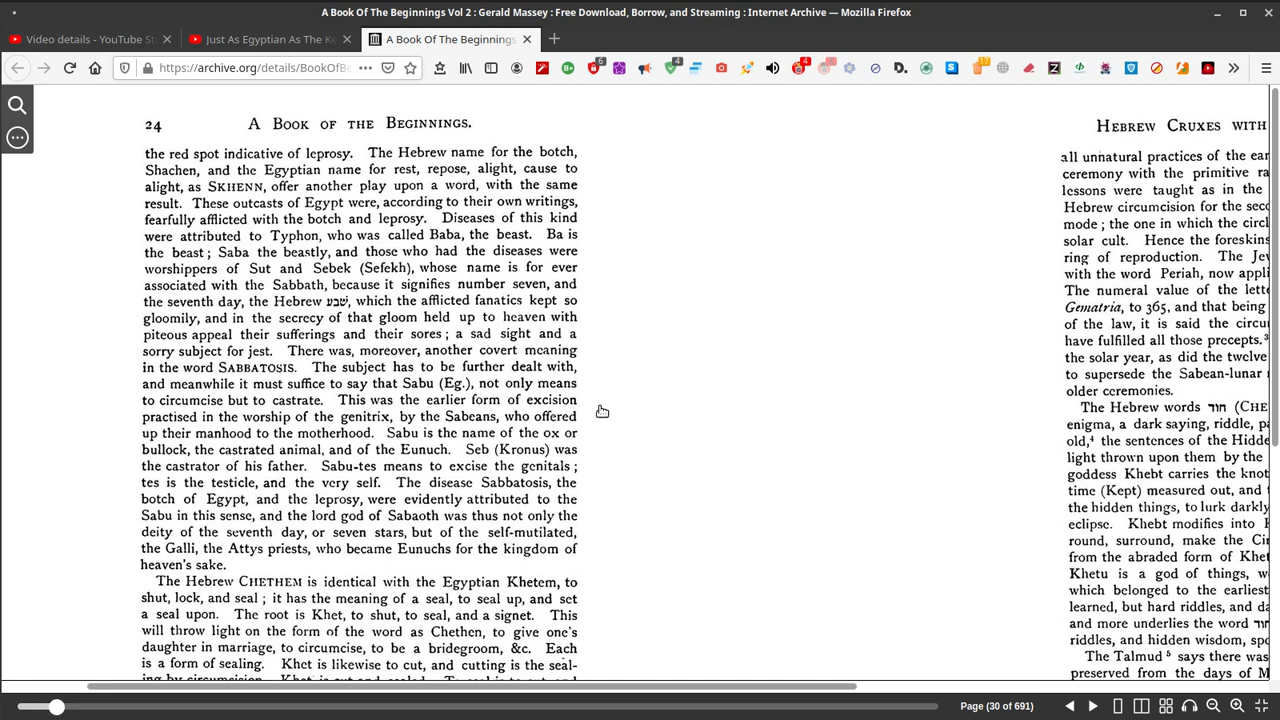 A Book Of The Beginnings Vol 2 : Gerald Massey : Free Download, Borrow, and Streaming : Internet Archive — Mozilla Firefox
Video details - YouTube St
Just As Egyptian As The Ke
A Book Of The Beginnings
https://archive.org/details/BookOfBe
24 A BOOK OF THE BEGINNINGS.
the red spot indicative of leprosy. The Hebrew name for the botch,
Shachen, and the Egyptian name for rest, repose, alight, cause to
alight, as SKHENN, offer another play upon a word, with the same
result. These outcasts of Egypt were, according to their own writings,
fearfully afflicted with the botch and leprosy. Diseases of this kind
were attributed to Typhon, who was called Baba, the beast. Ba is
the beast; Saba the beastly, and those who had the diseases were
worshippers of Sut and Sebek (Sefekh), whose name is for ever
associated with the Sabbath, because it signifies number seven, and
the seventh day, the Hebrew שבע, which the afflicted fanatics kept so
gloomily, and in the secrecy of that gloom held up to heaven with
piteous appeal their sufferings and their sores; a sad sight and a
sorry subject for jest. There was, moreover, another covert meaning
in the word SABBATOSIS. The subject has to be further dealt with,
and meanwhile it must suffice to say that Sabu (Eg.), not only means
to circumcise but to castrate. This was the earlier form of excision
practised in the worship of the genitrix, by the Sabeans, who offered
up their manhood to the motherhood. Sabu is the name of the ox or
bullock, the castrated animal, and of the Eunuch. Seb (Kronus) was
the castrator of his father. Sabu-tes means to excise the genitals;
tes is the testicle, and the very self. The disease Sabbatosis, the
botch of Egypt, and the leprosy, were evidently attributed to the
Sabu in this sense, and the lord god of Sabaoth was thus not only the
deity of the seventh day, or seven stars, but of the self-mutilated,
the Galli, the Attys priests, who became Eunuchs for the kingdom of
heaven's sake.
The Hebrew CHETHEM is identical with the Egyptian Khetem, to
shut, lock, and seal; it has the meaning of a seal, to seal up, and set
a seal upon. The root is Khet, to shut, to seal, and a signet. This
will throw light on the form of the word as Chethen, to give one's
daughter in marriage, to circumcise, to be a bridegroom, &c. Each
is a form of sealing. Khet is likewise to cut, and cutting is the seal-
ing by circumcision.
HEBREW CRUXES WITH
all unnatural practices of the ear
ceremony with the primitive ra
lessons were taught as in the
Hebrew circumcision for the seco
mode; the one in which the circl
solar cult. Hence the foreskins
ring of reproduction. The Jew
with the word Periah, now appli
The numeral value of the lette
Gematria, to 365, and that being
of the law, it is said the circu
have fulfilled all those precepts.³
the solar year, as did the twelve
to supersede the Sabean-lunar
older ceremonies.
The Hebrew words חור (CHE
enigma, a dark saying, riddle, pa
old,⁴ the sentences of the Hidde
light thrown upon them by the
goddess Khebt carries the knot
time (Kept) measured out, and
the hidden things, to lurk darkly
eclipse. Khebt modifies into
round, surround, make the Cir
from the abraded form of Khe
Khetu is a god of things, w
which belonged to the earliest
learned, but hard riddles, and da
and more underlies the word
riddles, and hidden wisdom, spo
The Talmud ⁵ says there was
preserved from the days of M
Page (30 of 691)